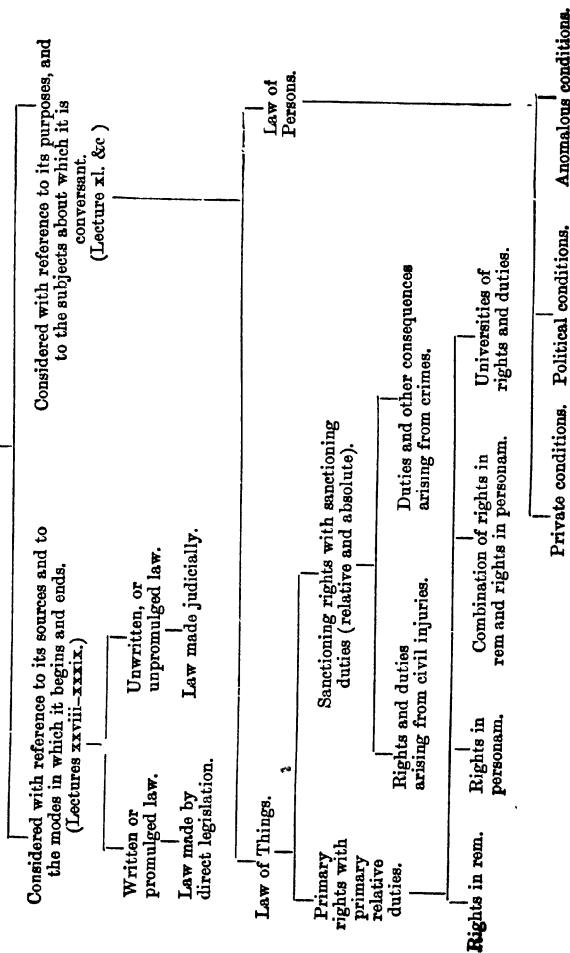 Considered with reference to its sources and to
the modes in which it begins and ends.
(Lectures xxviii–xxxix.)
Considered with reference to its purposes, and
to the subjects about which it is
conversant.
(Lecture xl. &c )
Written or
promulged law.
Unwritten, or
unpromulged law.
Law made by
direct legislation.
Law made judicially.
Law of Things.
Law of
Persons.
Primary
rights with
primary
relative
duties.
Sanctioning rights with sanctioning
duties (relative and absolute).
Rights and duties
arising from civil injuries.
Duties and other consequences
arising from crimes.
Rights in rem.
Rights in
personam.
Combination of rights in
rem and rights in personam.
Universities of
rights and duties.
Private conditions.
Political conditions.
Anomalous conditions.